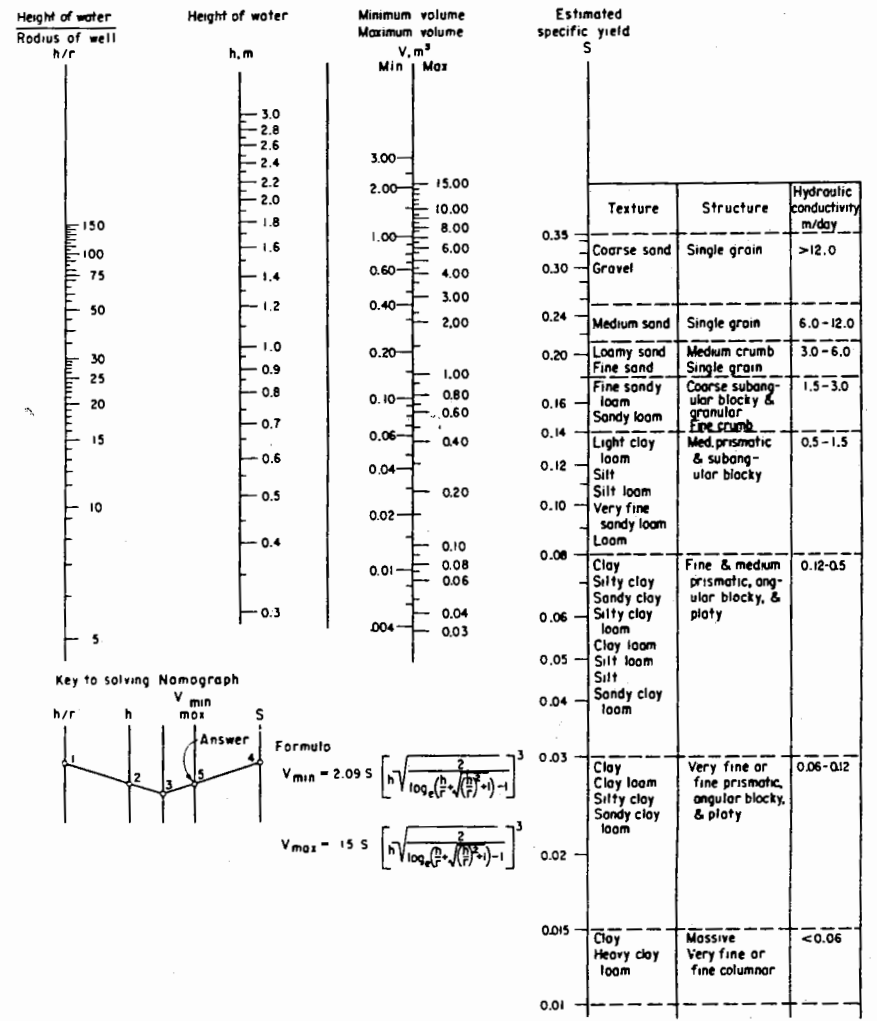 Height of water
Radius of well
h/r
Height of water
h, m
Minimum volume
Maximum volume
V, m³
Min Max
Estimated
specific yield
S
150
100
75
50
30
25
20
15
10
5
3.0
2.8
2.6
2.4
2.2
2.0
1.8
1.6
1.4
1.2
1.0
0.9
0.8
0.7
0.6
0.5
0.4
0.3
3.00
2.00
1.00
0.60
0.40
0.20
0.10
0.06
0.04
0.02
0.01
.004
15.00
10.00
8.00
6.00
4.00
3.00
2.00
1.00
0.80
0.60
0.40
0.20
0.10
0.08
0.06
0.04
0.03
0.35
0.30
0.24
0.20
0.16
0.14
0.12
0.10
0.08
0.06
0.05
0.04
0.03
0.02
0.015
0.01
Texture
Structure
Hydraulic
conductivity
m/day
Coarse sand
Gravel
Single grain
>12.0
Medium sand
Single grain
6.0-12.0
Loamy sand
Fine sand
Medium crumb
Single grain
3.0-6.0
Fine sandy
loam
Sandy loam
Coarse subang-
ular blocky &
granular
Fine crumb
1.5-3.0
Light clay
loam
Silt
Silt loam
Very fine
sandy loam
Loam
Med. prismatic
& subang-
ular blocky
0.5-1.5
Clay
Silty clay
Sandy clay
Silty clay
loam
Clay loam
Silt loam
Silt
Sandy clay
loam
Fine & medium
prismatic, ang-
ular blocky, &
platy
0.12-0.5
Clay
Clay loam
Silty clay
Sandy clay
loam
Very fine or
fine prismatic,
angular blocky,
& platy
0.06-0.12
Clay
Heavy clay
loam
Massive
Very fine or
fine columnar
<0.06
Key to solving Nomograph
h/r
h
V min
max
S
1
2
3
5
4
Answer
Formula
V min = 2.09 S [h√(2/(log e(h/r+√((h/r)²+1)-1)))]³
V max = 15 S [h√(2/(log e(h/r+√((h/r)²+1)-1)))]³